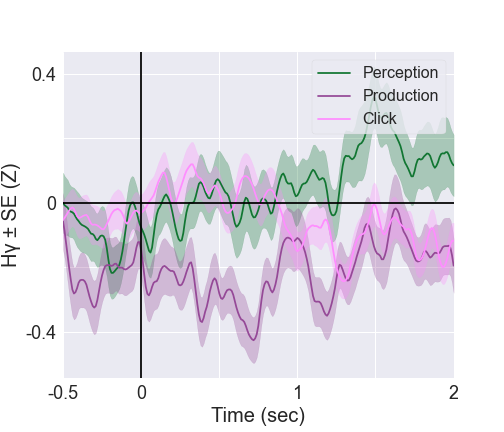 Perception
Production
Click
0.4
0
-0.4
Hγ ± SE (Z)
-0.5
0
1
2
Time (sec)